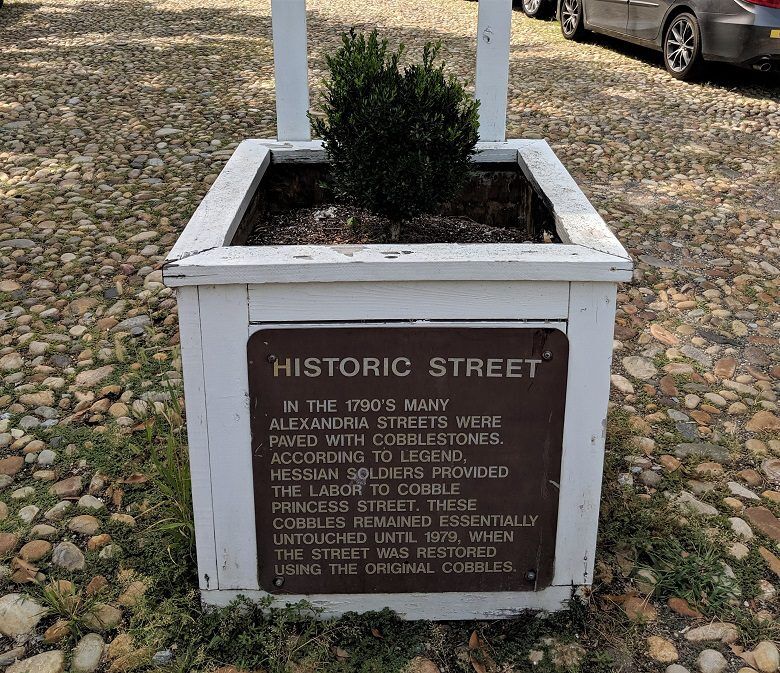 HISTORIC STREET
IN THE 1790'S MANY
ALEXANDRIA STREETS WERE
PAVED WITH COBBLESTONES.
ACCORDING TO LEGEND,
HESSIAN SOLDIERS PROVIDED
THE LABOR TO COBBLE
PRINCESS STREET. THESE
COBBLES REMAINED ESSENTIALLY
UNTOUCHED UNTIL 1979, WHEN
THE STREET WAS RESTORED
USING THE ORIGINAL COBBLES.